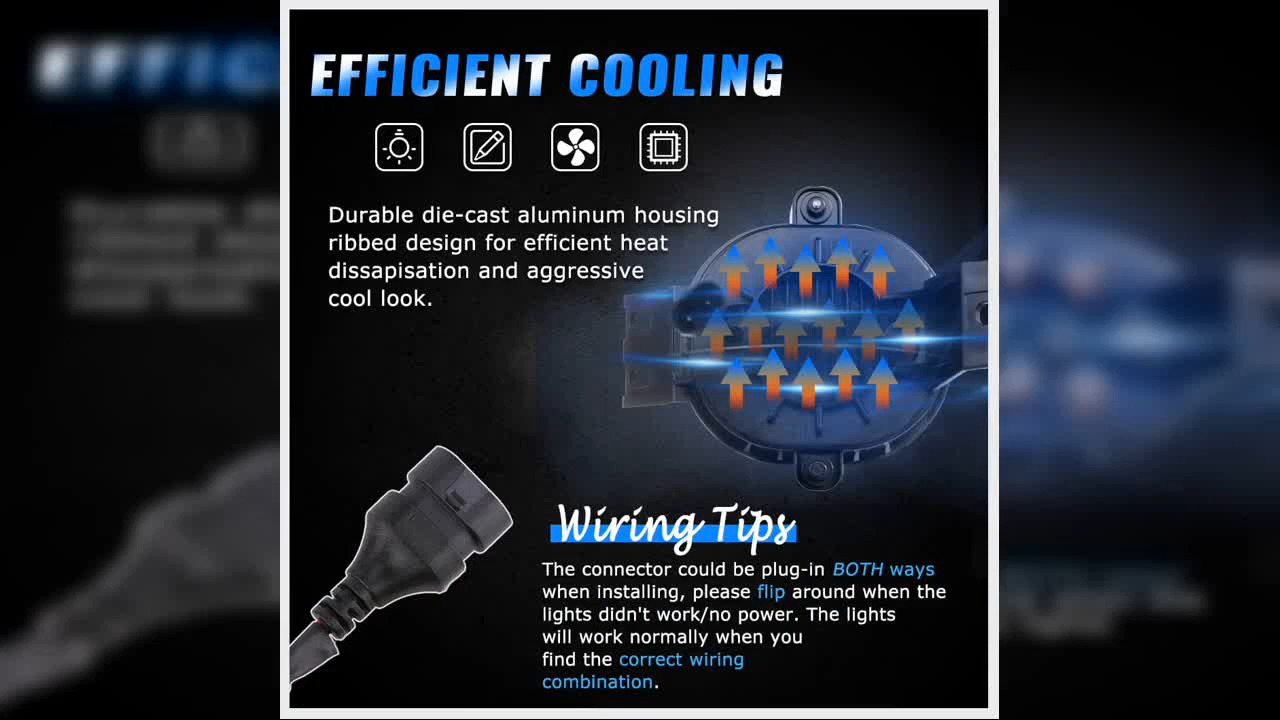 EFFICIENT COOLING
Durable die-cast aluminum housing
ribbed design for efficient heat
dissapisation and aggressive
cool look.
Wiring Tips
The connector could be plug-in BOTH ways
when installing, please flip around when the
lights didn't work/no power. The lights
will work normally when you
find the correct wiring
combination.